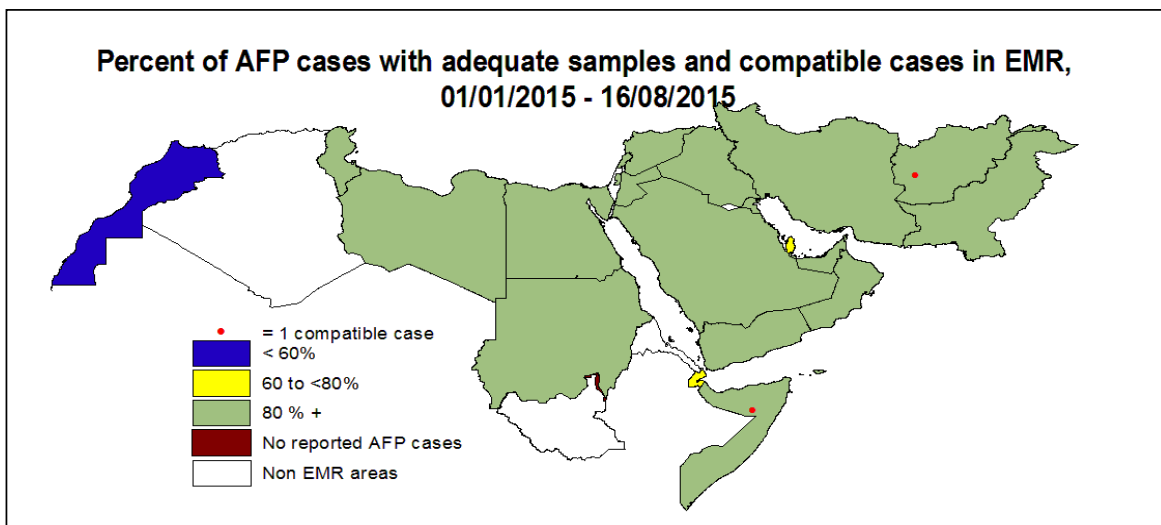 Percent of AFP cases with adequate samples and compatible cases in EMR,
01/01/2015 - 16/08/2015
= 1 compatible case
< 60%
60 to <80%
80 % +
No reported AFP cases
Non EMR areas